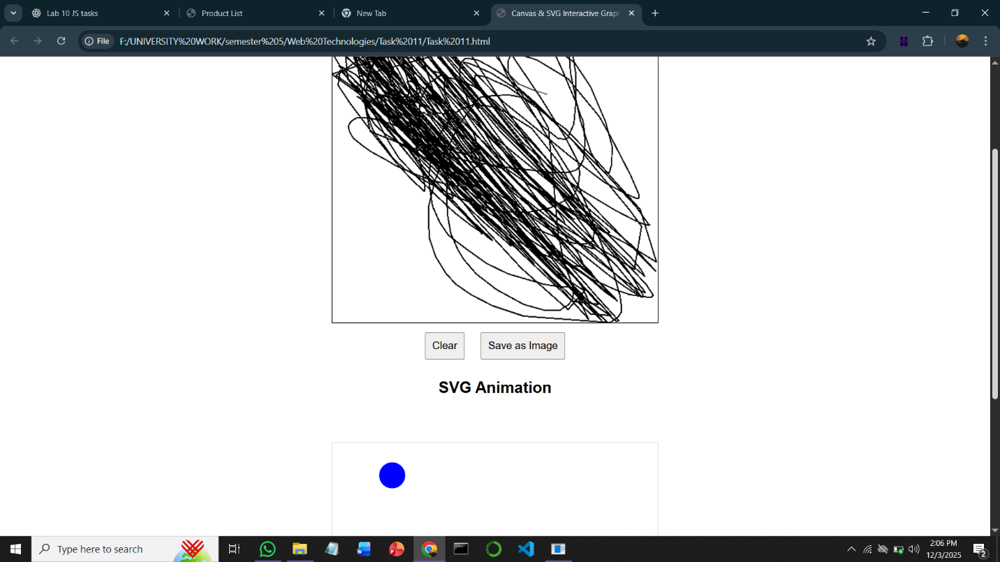 Lab 10 JS tasks
Product List
New Tab
Canvas & SVG Interactive Grap
File
F:/UNIVERSITY%20WORK/semester%205/Web%20Technologies/Task%2011/Task%2011.html
Clear
Save as Image
SVG Animation
Type here to search
2:06 PM
12/3/2025
2